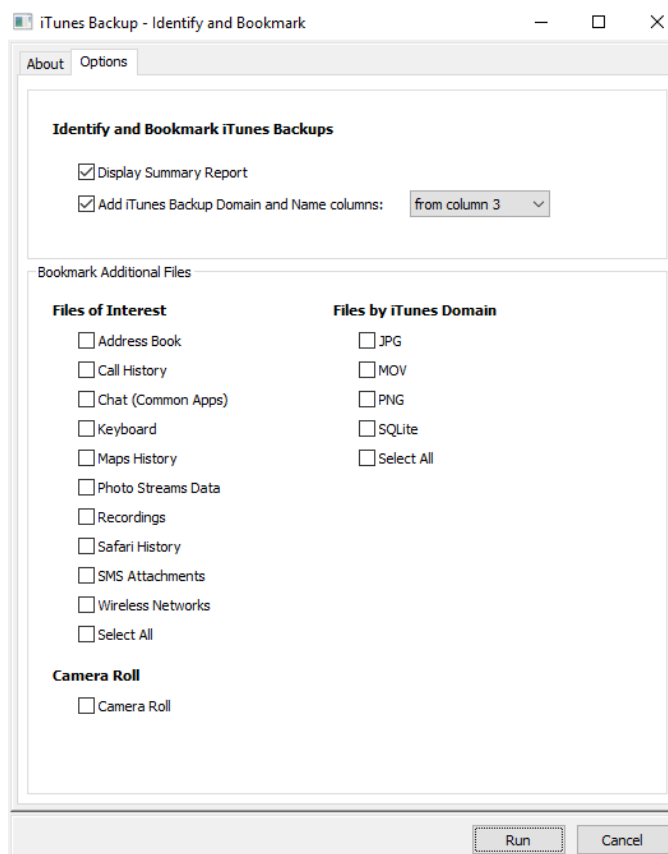 iTunes Backup - Identify and Bookmark
About Options
Identify and Bookmark iTunes Backups
Display Summary Report
Add iTunes Backup Domain and Name columns: from column 3
Bookmark Additional Files
Files of Interest
Address Book
Call History
Chat (Common Apps)
Keyboard
Maps History
Photo Streams Data
Recordings
Safari History
SMS Attachments
Wireless Networks
Select All
Camera Roll
Camera Roll
Files by iTunes Domain
JPG
MOV
PNG
SQLite
Select All
Run Cancel